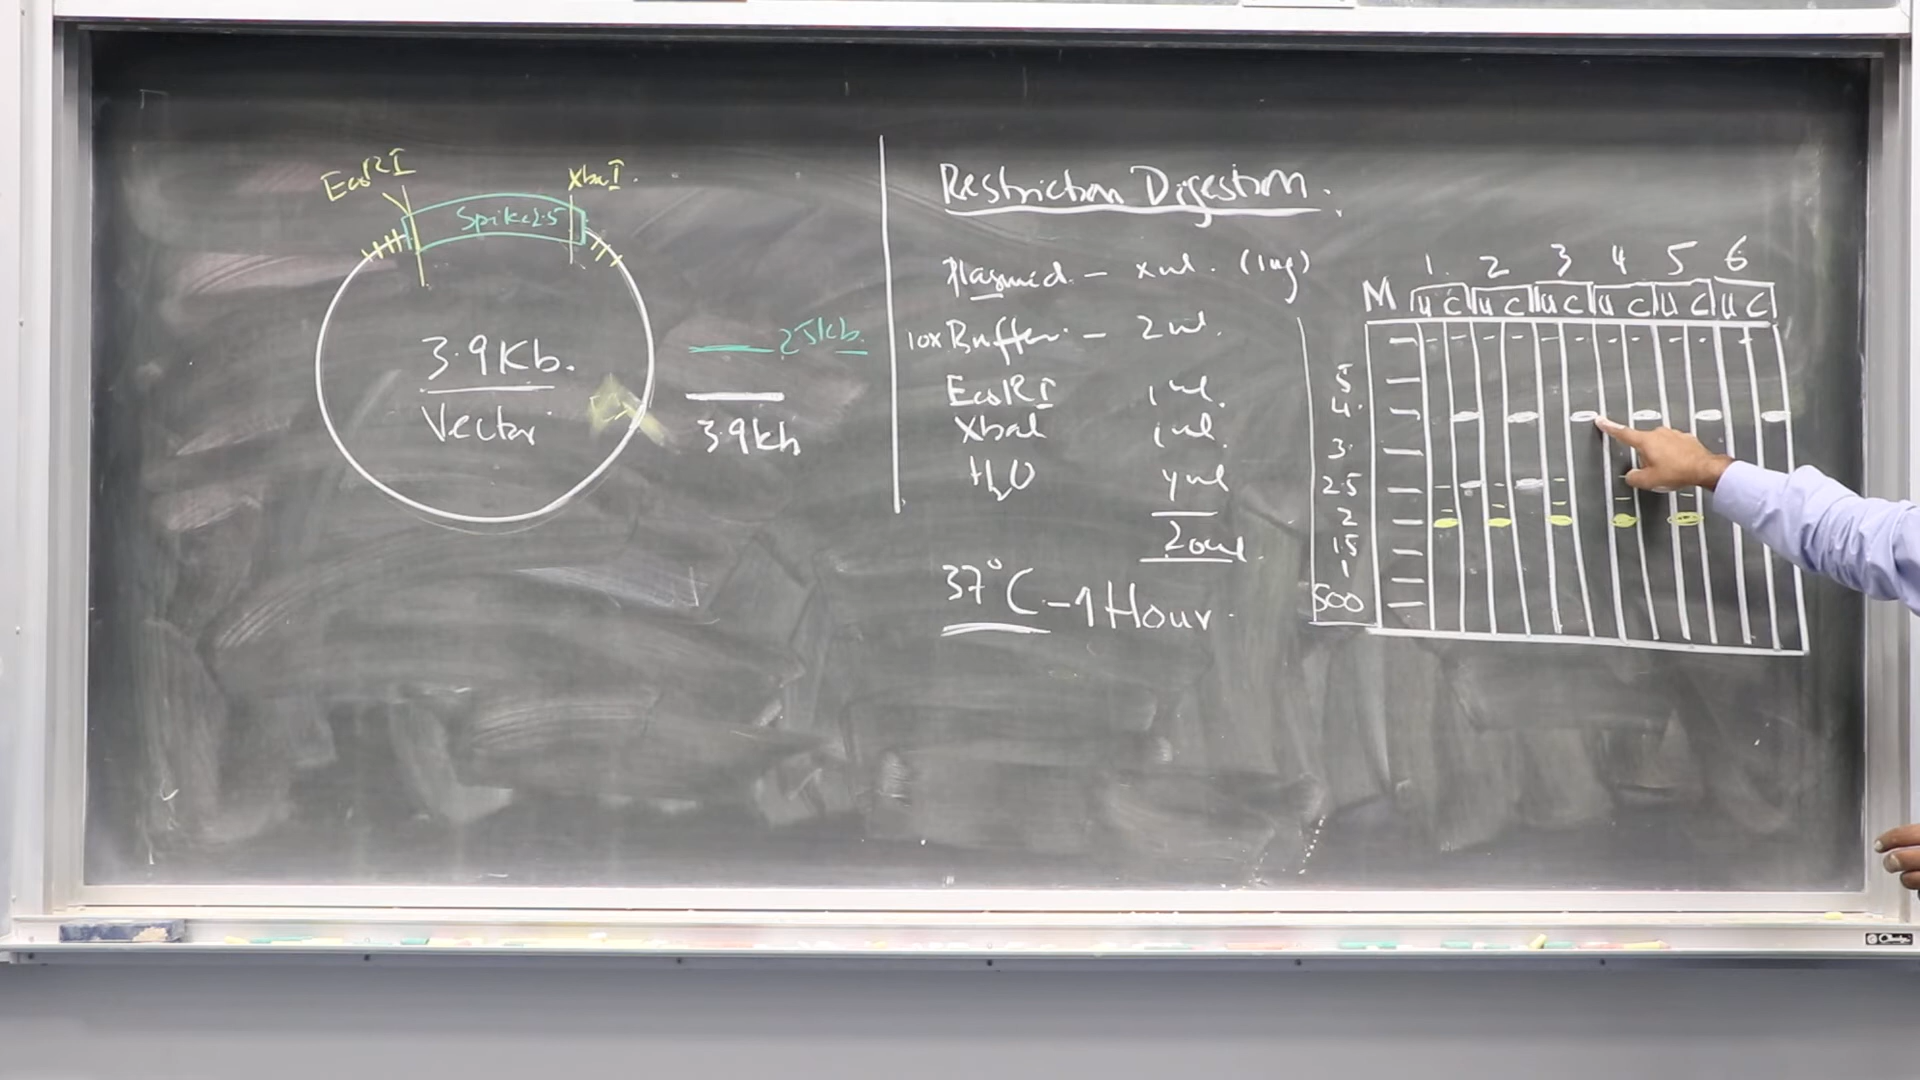 EcoRI
XbaI.
Spike2.5
3.9Kb.
Vector
2.5kb.
3.9kb
Restriction Digestion.
Plasmid - xul. (1ug)
10x Buffer - 2ul.
EcoRI 1ul.
XbaI 1ul.
H2O yul
20ul.
37°C - 1 Hour.
1. 2 3 4 5 6
M U C U C U C U C U C U C
5
4.
3.
2.5
2
1.5
1
500